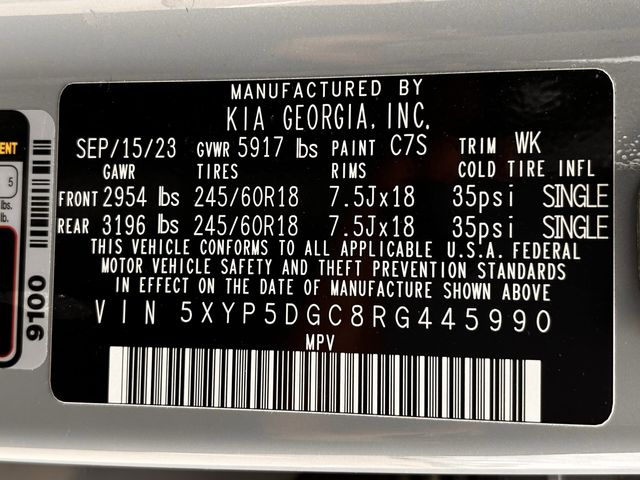 MANUFACTURED BY
KIA GEORGIA, INC.
SEP/15/23 GVWR 5917 lbs PAINT C7S TRIM WK
GAWR TIRES RIMS COLD TIRE INFL
FRONT 2954 lbs 245/60R18 7.5Jx18 35psi SINGLE
REAR 3196 lbs 245/60R18 7.5Jx18 35psi SINGLE
THIS VEHICLE CONFORMS TO ALL APPLICABLE U.S.A. FEDERAL
MOTOR VEHICLE SAFETY AND THEFT PREVENTION STANDARDS
IN EFFECT ON THE DATE OF MANUFACTURE SHOWN ABOVE
VIN 5XYP5DGC8RG445990
MPV
5
lbs.
lb.
9100